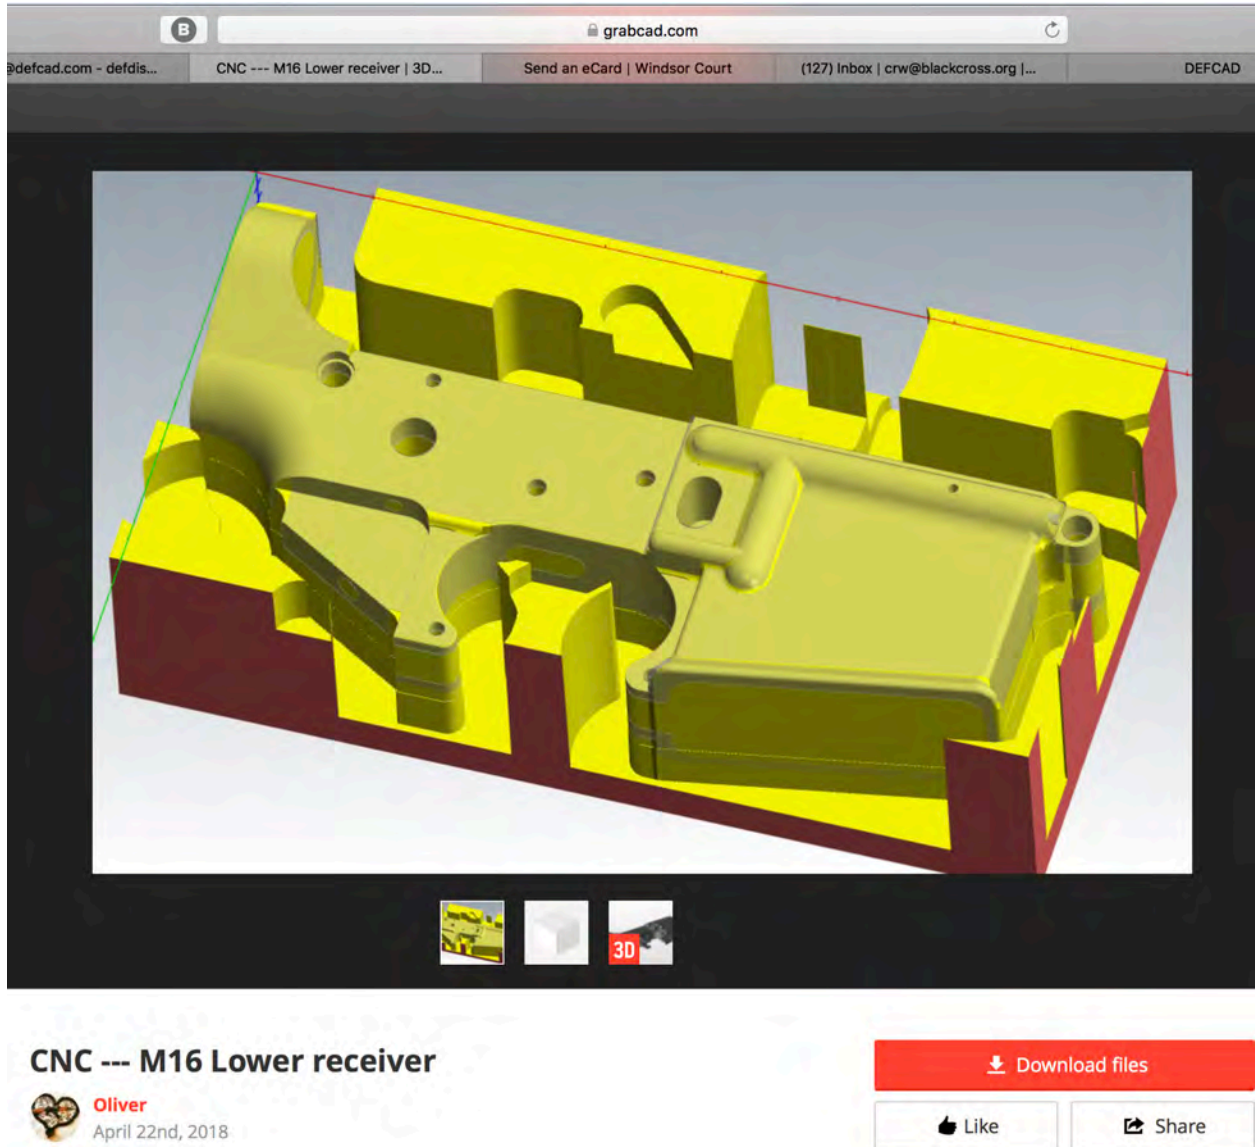 B
grabcad.com
@defcad.com - defdis...
CNC --- M16 Lower receiver | 3D...
Send an eCard | Windsor Court
(127) Inbox | crw@blackcross.org |...
DEFCAD
3D
CNC --- M16 Lower receiver
Download files
Oliver
April 22nd, 2018
Like
Share